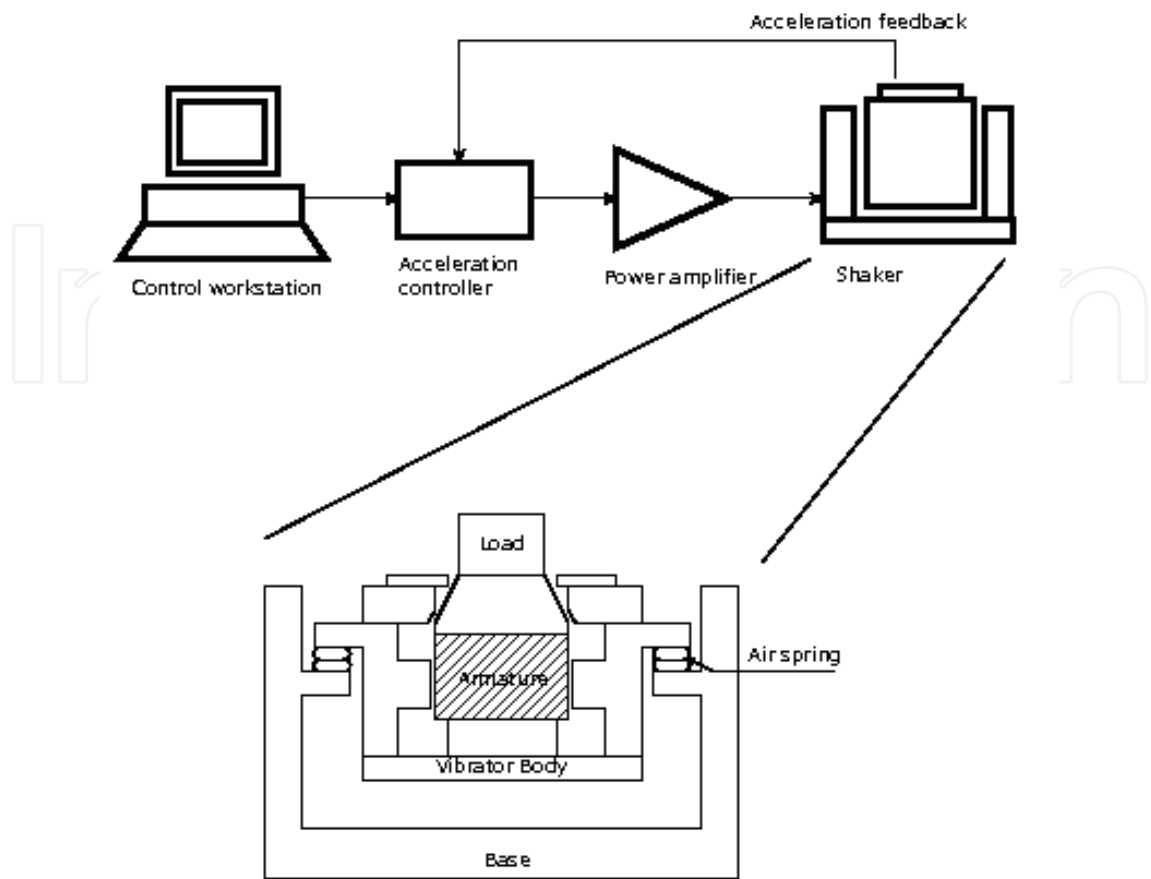 Acceleration feedback
Control workstation
Acceleration
controller
Power amplifier
Shaker
Load
Air spring
Armature
Vibrator Body
Base